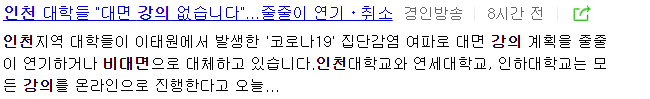 인천 대학들 "대면 강의 없습니다"...줄줄이 연기·취소 경인방송 8시간 전
인천지역 대학들이 이태원에서 발생한 '코로나19' 집단감염 여파로 대면 강의 계획을 줄줄
이 연기하거나 비대면으로 대체하고 있습니다.인천대학교와 연세대학교, 인하대학교는 모
든 강의를 온라인으로 진행한다고 오늘...